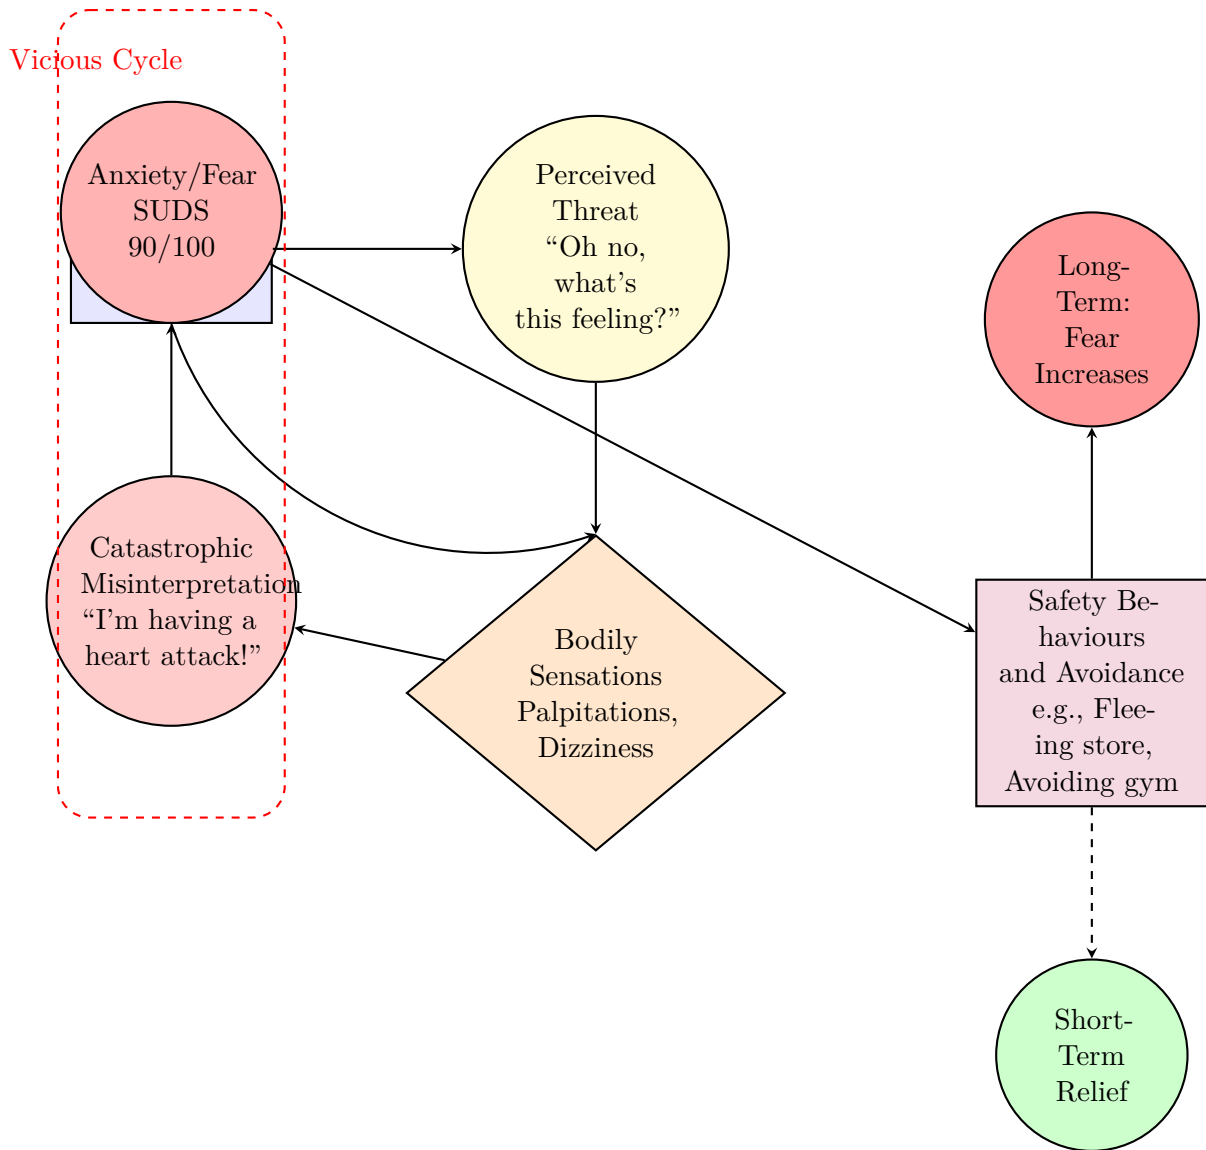 Vicious Cycle
Anxiety/Fear
SUDS
90/100
Perceived
Threat
“Oh no,
what's
this feeling?”
Long-
Term:
Fear
Increases
Catastrophic
Misinterpretation
“I'm having a
heart attack!”
Bodily
Sensations
Palpitations,
Dizziness
Safety Be-
haviours
and Avoidance
e.g., Flee-
ing store,
Avoiding gym
Short-
Term
Relief